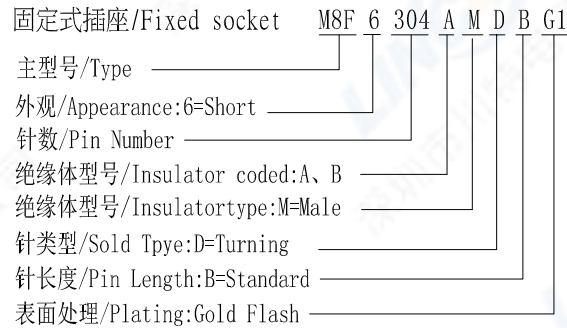 固定式插座/Fixed socket M8F 6 304 A M D B G1
主型号/Type
外观/Appearance:6=Short
针数/Pin Number
绝缘体型号/Insulator coded:A、B
绝缘体型号/Insulatortype:M=Male
针类型/Sold Tpye:D=Turning
针长度/Pin Length:B=Standard
表面处理/Plating:Gold Flash